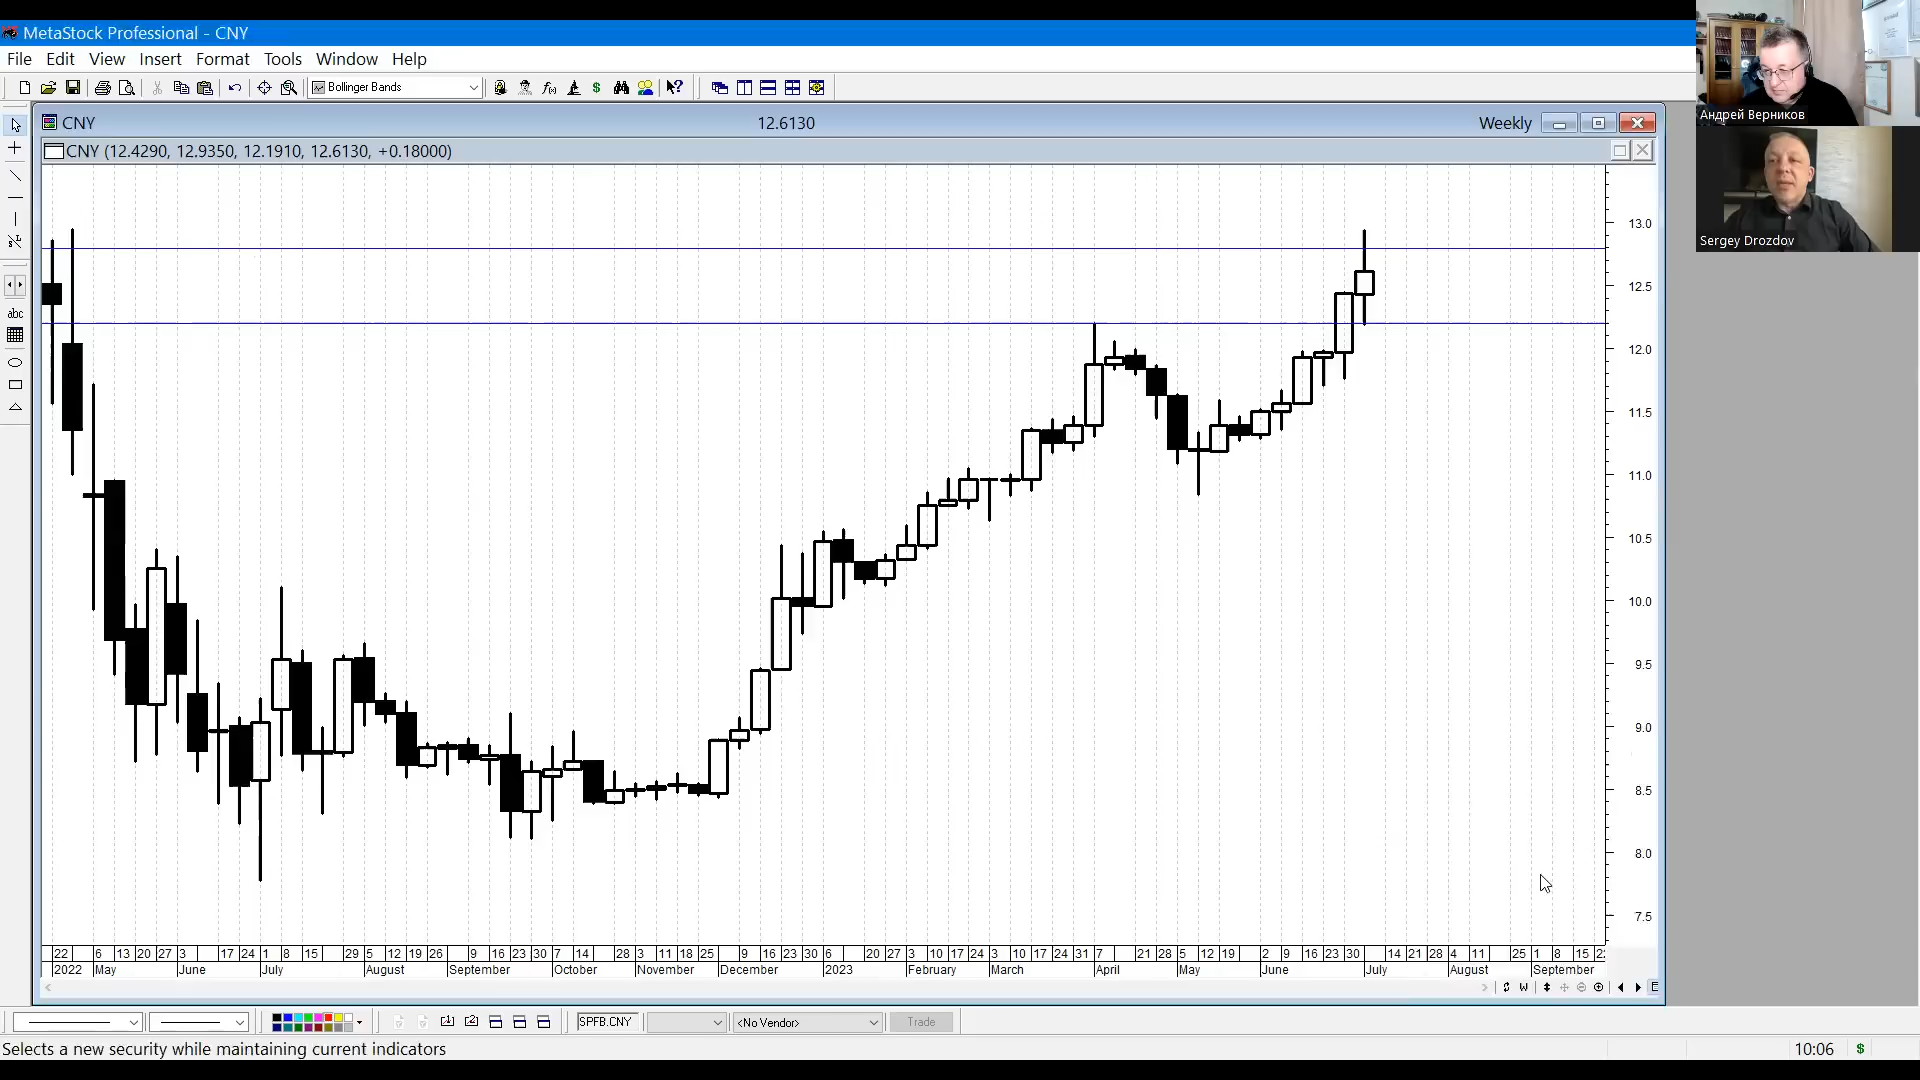 MetaStock Professional - CNY
File Edit View Insert Format Tools Window Help
Bollinger Bands
CNY 12.6130 Weekly
CNY (12.4290, 12.9350, 12.1910, 12.6130, +0.18000)
Андрей Верников
Sergey Drozdov
abc
13.0
12.5
12.0
11.5
11.0
10.5
10.0
9.5
9.0
8.5
8.0
7.5
22 6 13 20 27 3 17 24 1 8 15 29 5 12 19 26 9 16 23 30 7 14 28 3 11 18 25 9 16 23 30 6 20 27 3 10 17 24 3 10 17 24 31 7 21 28 5 12 19 2 9 16 23 30 14 21 28 4 11 25 1 8 15 22
2022 May June July August September October November December 2023 February March April May June July August September
SPFB.CNY <No Vendor> Trade
Selects a new security while maintaining current indicators 10:06 $